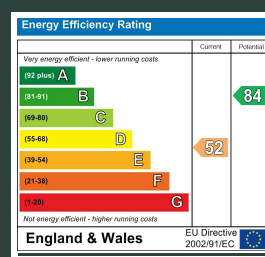 Energy Efficiency Rating
Current Potential
Very energy efficient - lower running costs
(92 plus) A
(81-91) B
84
(69-80) C
(55-68) D
52
(39-54) E
(21-38) F
(1-20) G
Not energy efficient - higher running costs
England & Wales
EU Directive
2002/91/EC